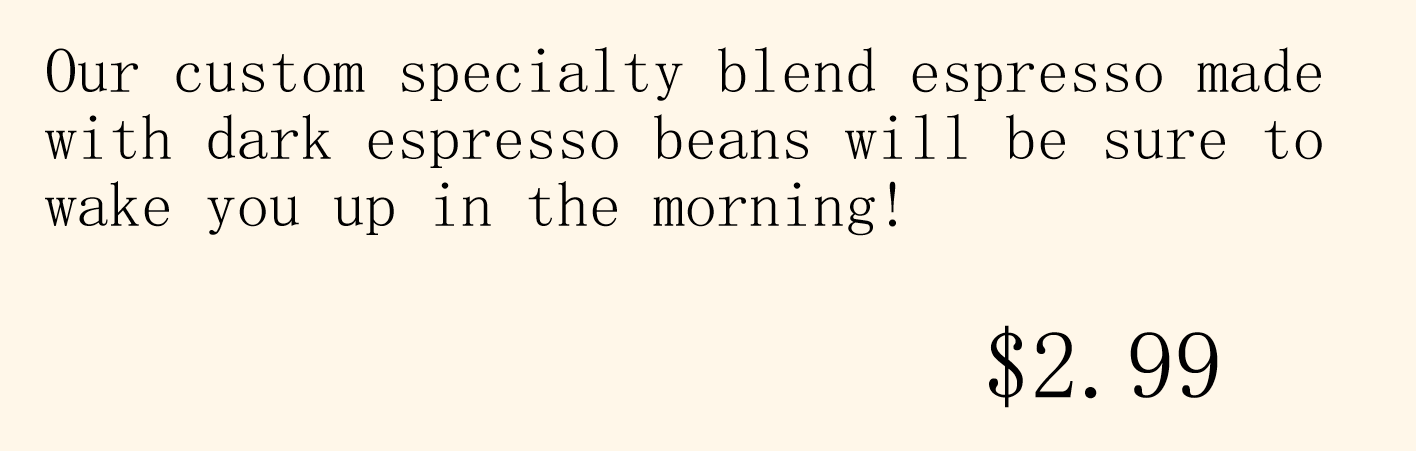 Our custom specialty blend espresso made
with dark espresso beans will be sure to
wake you up in the morning!
$2.99